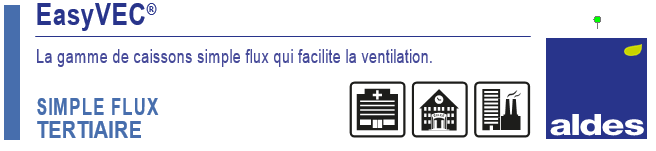 EasyVEC®
La gamme de caissons simple flux qui facilite la ventilation.
SIMPLE FLUX
TERTIAIRE
aldes